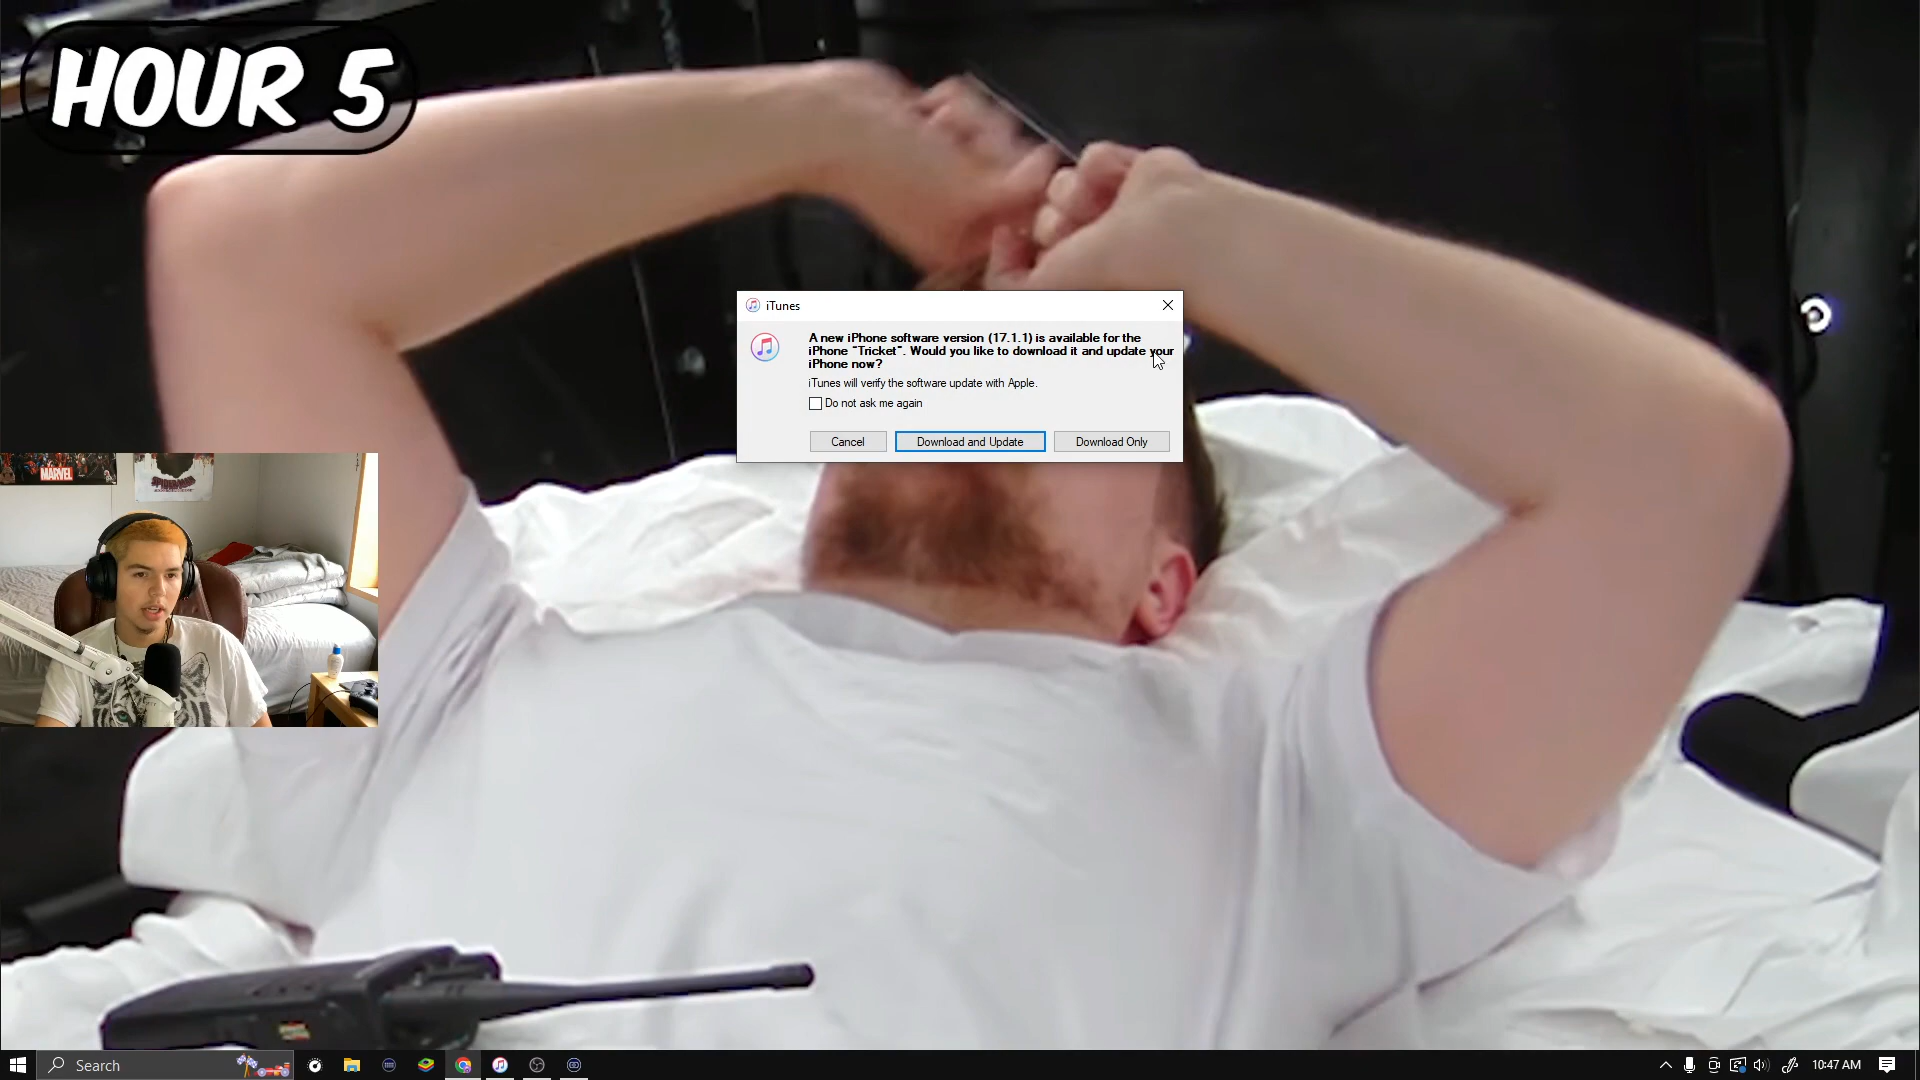 HOUR 5
iTunes
A new iPhone software version (17.1.1) is available for the
iPhone "Tricket". Would you like to download it and update your
iPhone now?
iTunes will verify the software update with Apple.
Do not ask me again
Cancel
Download and Update
Download Only
MARVEL
SPIDER-MAN
Search
10:47 AM